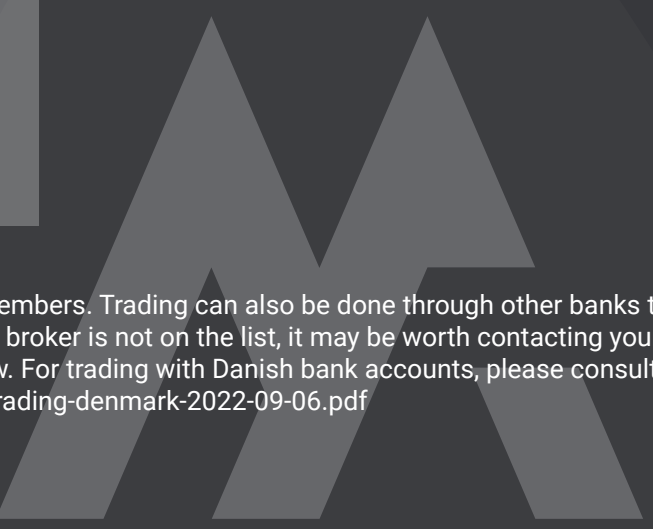 embers. Trading can also be done through other banks t
broker is not on the list, it may be worth contacting you
. For trading with Danish bank accounts, please consult
rading-denmark-2022-09-06.pdf